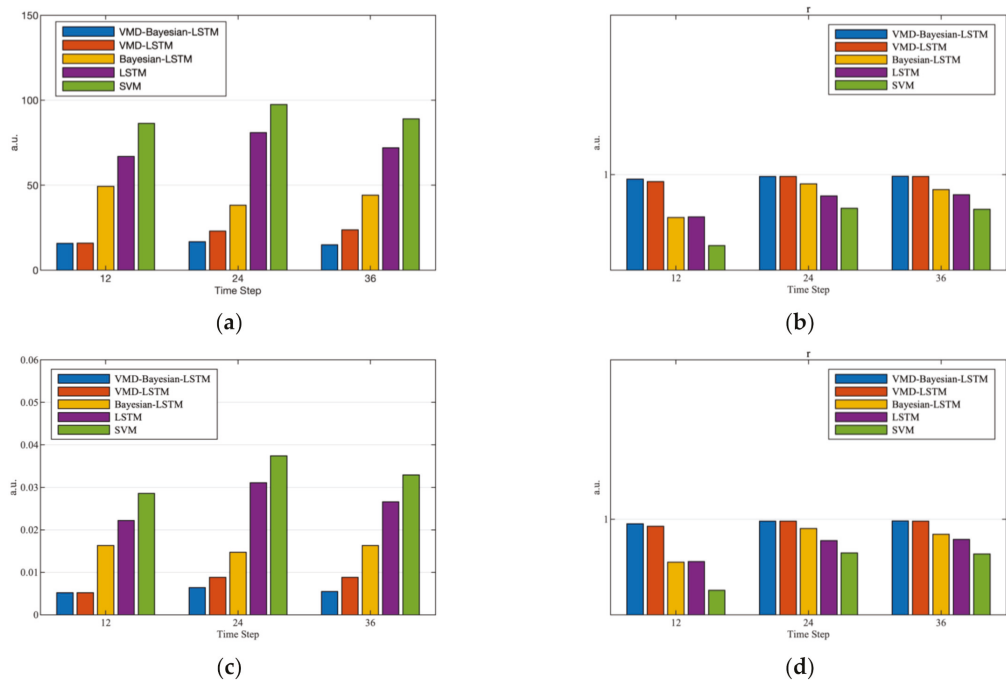 150
100
50
0
a.u.
VMD-Bayesian-LSTM
VMD-LSTM
Bayesian-LSTM
LSTM
SVM
12 24 36
Time Step
(a)
r
1
a.u.
VMD-Bayesian-LSTM
VMD-LSTM
Bayesian-LSTM
LSTM
SVM
12 24 36
Time Step
(b)
0.06
0.05
0.04
0.03
0.02
0.01
0
a.u.
VMD-Bayesian-LSTM
VMD-LSTM
Bayesian-LSTM
LSTM
SVM
12 24 36
Time Step
(c)
r
1
a.u.
VMD-Bayesian-LSTM
VMD-LSTM
Bayesian-LSTM
LSTM
SVM
12 24 36
Time Step
(d)